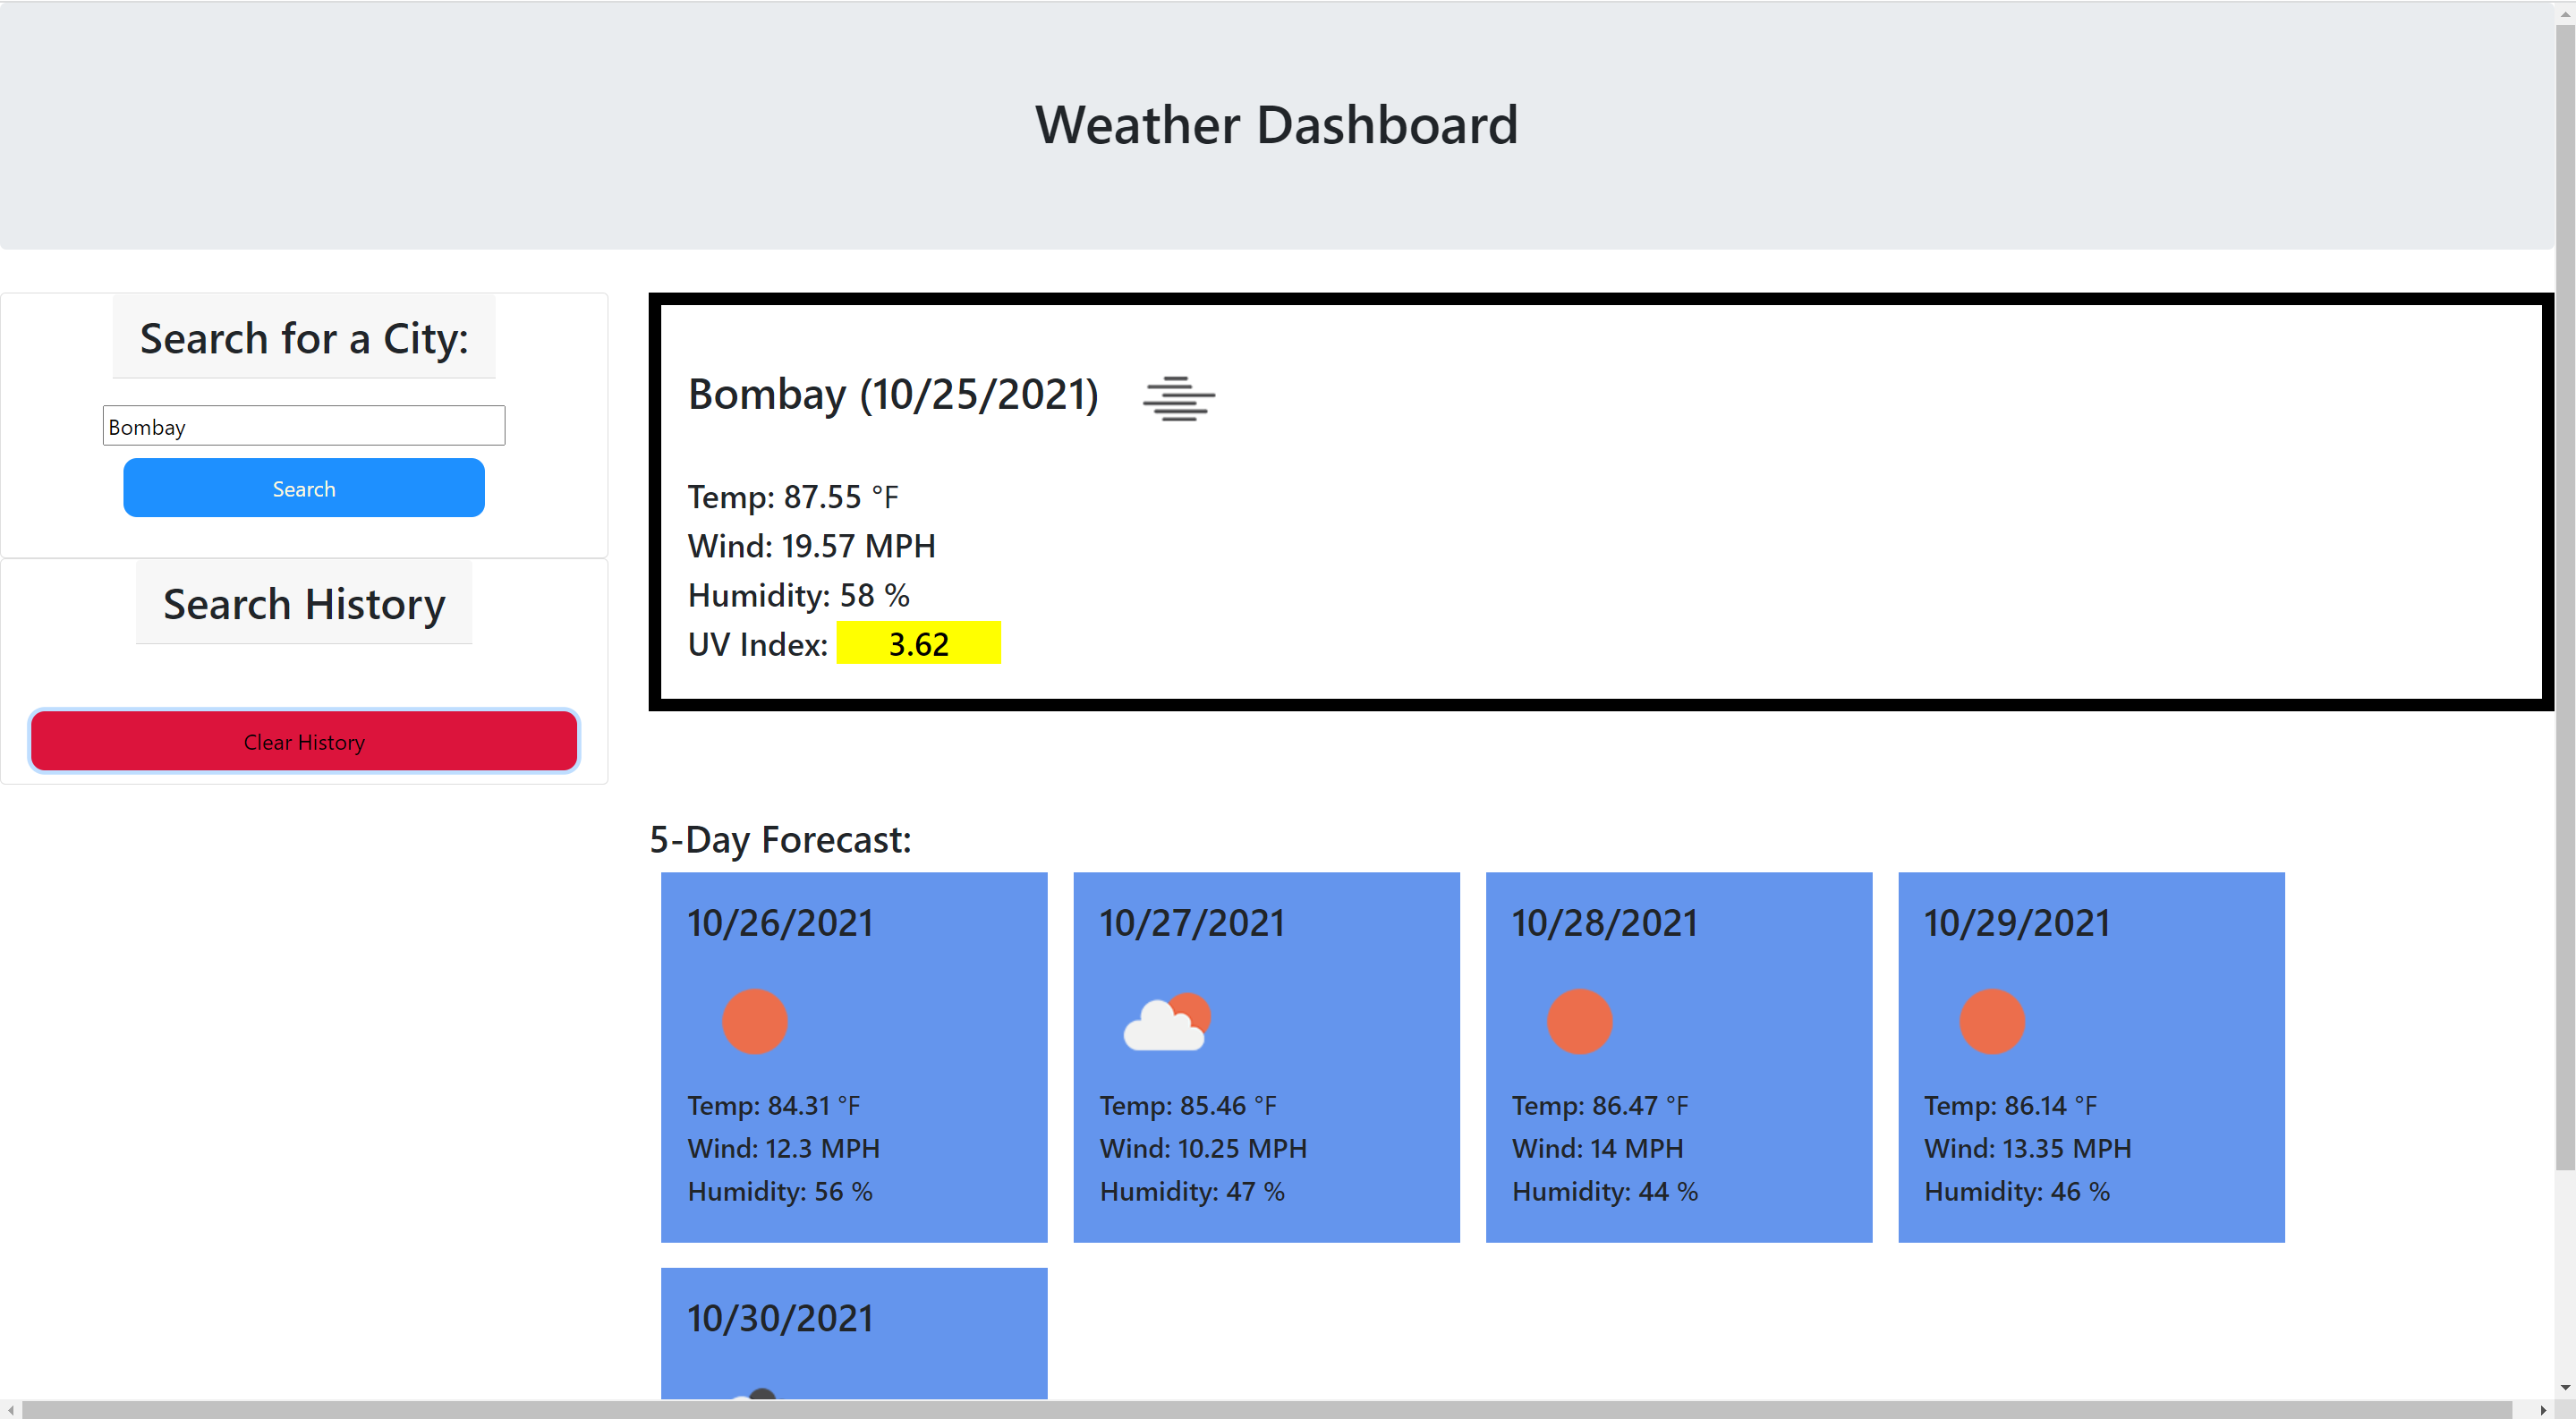 Weather Dashboard
Search for a City:
Bombay
Search
Search History
Clear History
Bombay (10/25/2021)
Temp: 87.55 °F
Wind: 19.57 MPH
Humidity: 58 %
UV Index: 3.62
5-Day Forecast:
10/26/2021
Temp: 84.31 °F
Wind: 12.3 MPH
Humidity: 56 %
10/27/2021
Temp: 85.46 °F
Wind: 10.25 MPH
Humidity: 47 %
10/28/2021
Temp: 86.47 °F
Wind: 14 MPH
Humidity: 44 %
10/29/2021
Temp: 86.14 °F
Wind: 13.35 MPH
Humidity: 46 %
10/30/2021